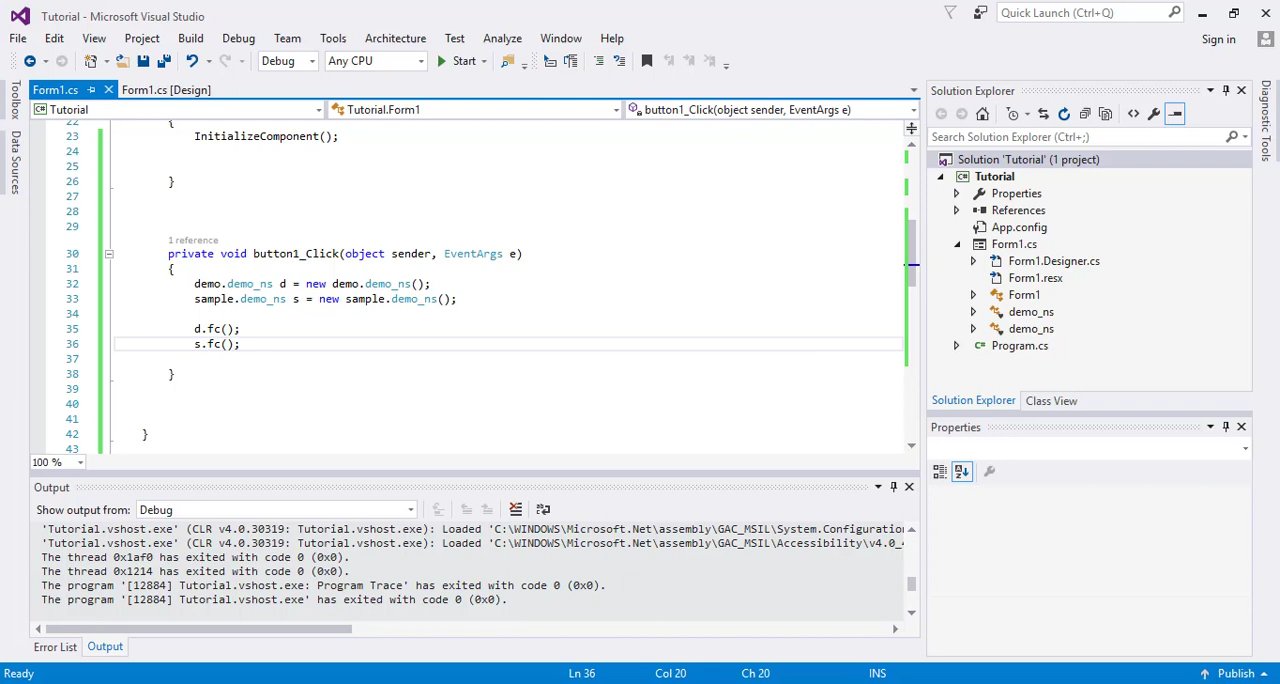 Tutorial - Microsoft Visual Studio
Quick Launch (Ctrl+Q)
File Edit View Project Build Debug Team Tools Architecture Test Analyze Window Help
Sign in
Debug Any CPU Start
Toolbox
Data Sources
Form1.cs Form1.cs [Design]
Tutorial Tutorial.Form1 button1_Click(object sender, EventArgs e)
22 {
23 InitializeComponent();
24
25
26 }
27
28
29
1 reference
30 private void button1_Click(object sender, EventArgs e)
31 {
32 demo.demo_ns d = new demo.demo_ns();
33 sample.demo_ns s = new sample.demo_ns();
34
35 d.fc();
36 s.fc();
37
38 }
39
40
41
42 }
43
100 %
Output
Show output from: Debug
'Tutorial.vshost.exe' (CLR v4.0.30319: Tutorial.vshost.exe): Loaded 'C:\WINDOWS\Microsoft.Net\assembly\GAC_MSIL\System.Configuration
'Tutorial.vshost.exe' (CLR v4.0.30319: Tutorial.vshost.exe): Loaded 'C:\WINDOWS\Microsoft.Net\assembly\GAC_MSIL\Accessibility\v4.0_4
The thread 0x1af0 has exited with code 0 (0x0).
The thread 0x1214 has exited with code 0 (0x0).
The program '[12884] Tutorial.vshost.exe: Program Trace' has exited with code 0 (0x0).
The program '[12884] Tutorial.vshost.exe' has exited with code 0 (0x0).
Error List Output
Solution Explorer
Search Solution Explorer (Ctrl+;)
Solution 'Tutorial' (1 project)
Tutorial
Properties
References
App.config
Form1.cs
Form1.Designer.cs
Form1.resx
Form1
demo_ns
demo_ns
Program.cs
Solution Explorer Class View
Properties
Diagnostic Tools
Ready Ln 36 Col 20 Ch 20 INS Publish